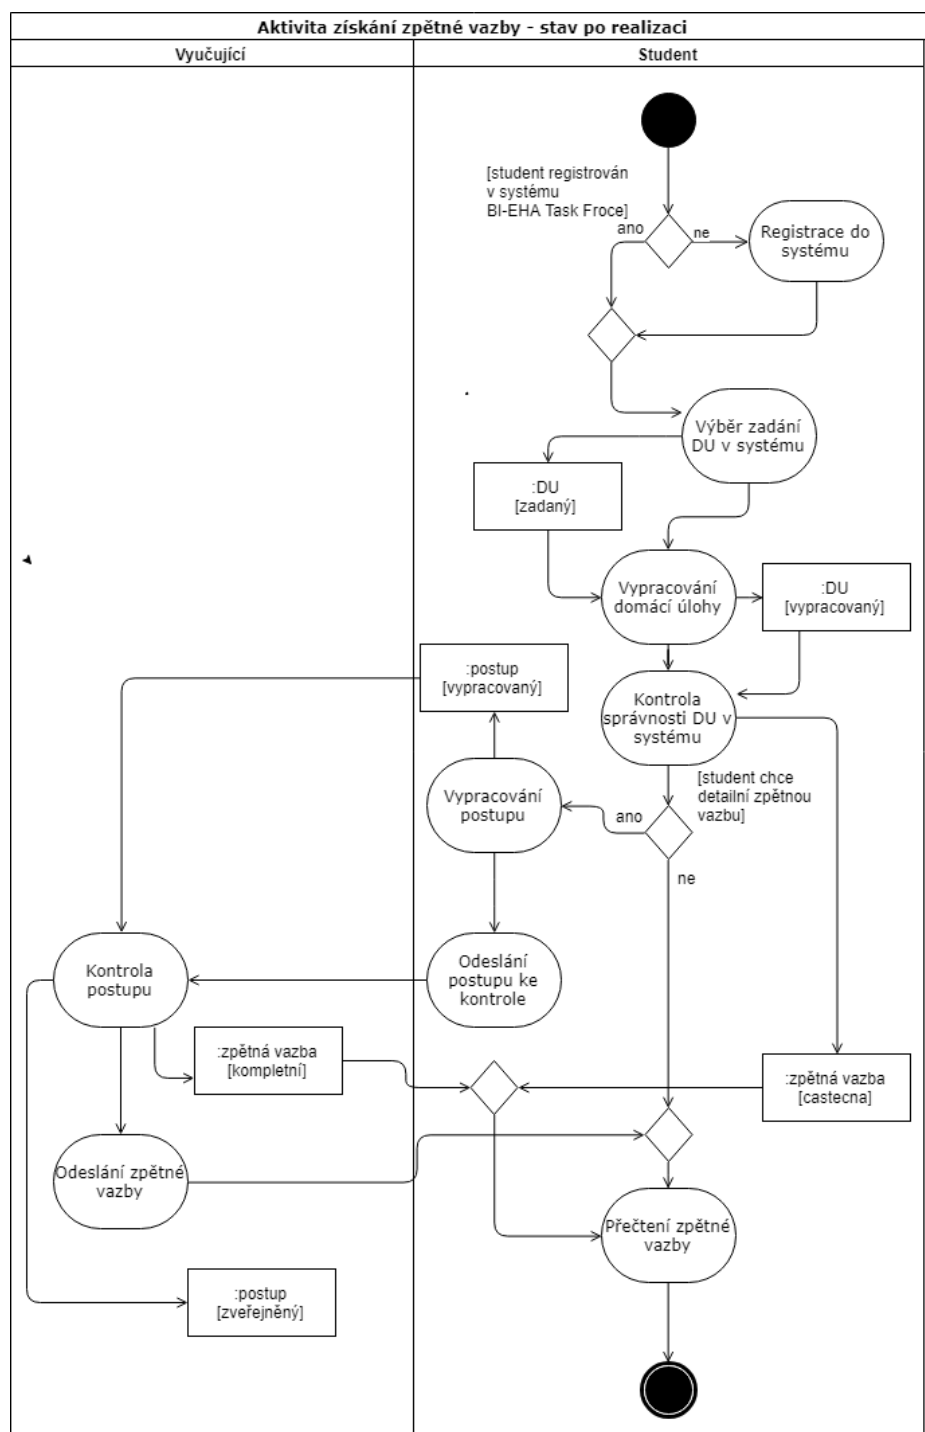 Aktivita získání zpětné vazby - stav po realizaci
Vyučující
Student
[student registrován
v systému
BI-EHA Task Froce]
ano
ne
Registrace do
systému
Výběr zadání
DU v systému
:DU
[zadaný]
Vypracování
domácí úlohy
:DU
[vypracovaný]
:postup
[vypracovaný]
Kontrola
správnosti DU v
systému
[student chce
detailní zpětnou
vazbu]
Vypracování
postupu
ano
ne
Kontrola
postupu
Odeslání
postupu ke
kontrole
:zpětná vazba
[kompletní]
:zpětná vazba
[castecna]
Odeslání zpětné
vazby
Přečtení zpětné
vazby
:postup
[zveřejněný]